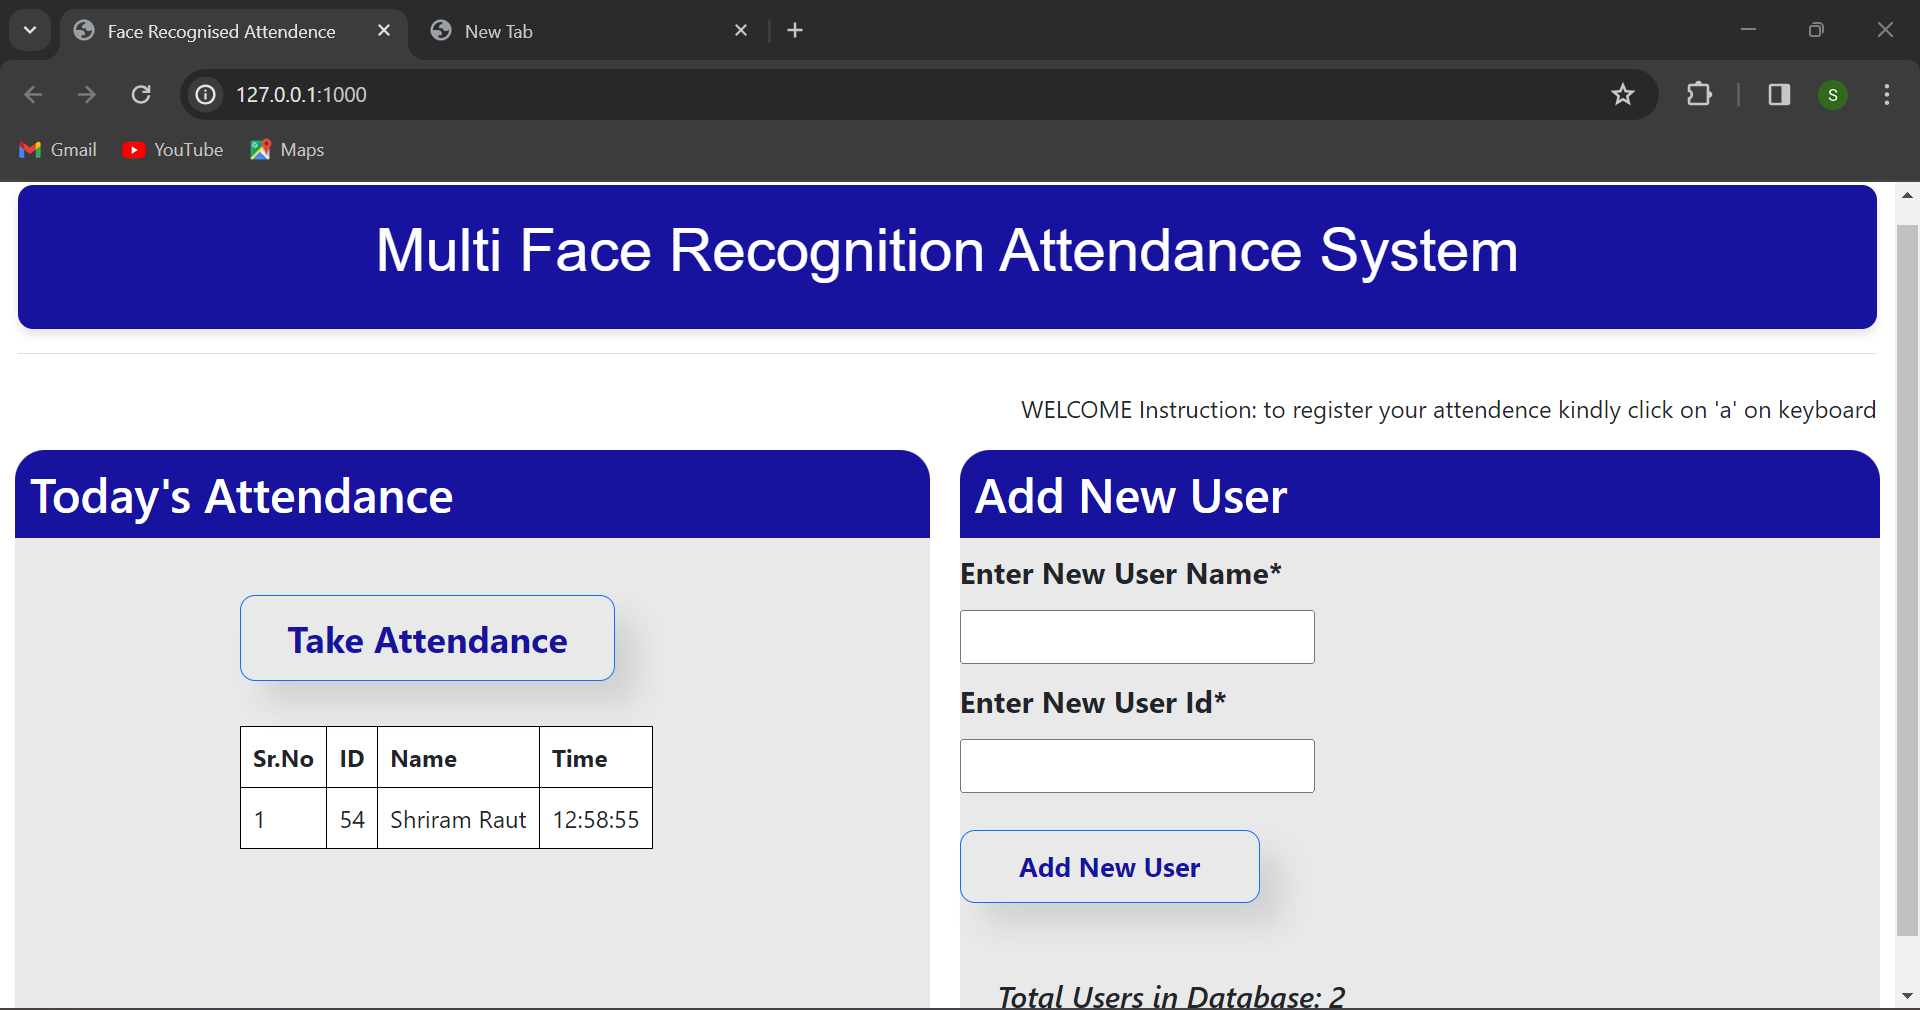 Face Recognised Attendence
New Tab
127.0.0.1:1000
S
Gmail YouTube Maps
Multi Face Recognition Attendance System
WELCOME Instruction: to register your attendence kindly click on 'a' on keyboard
Today's Attendance
Take Attendance
Sr.No ID Name Time
1 54 Shriram Raut 12:58:55
Add New User
Enter New User Name*
Enter New User Id*
Add New User
Total Users in Database: 2